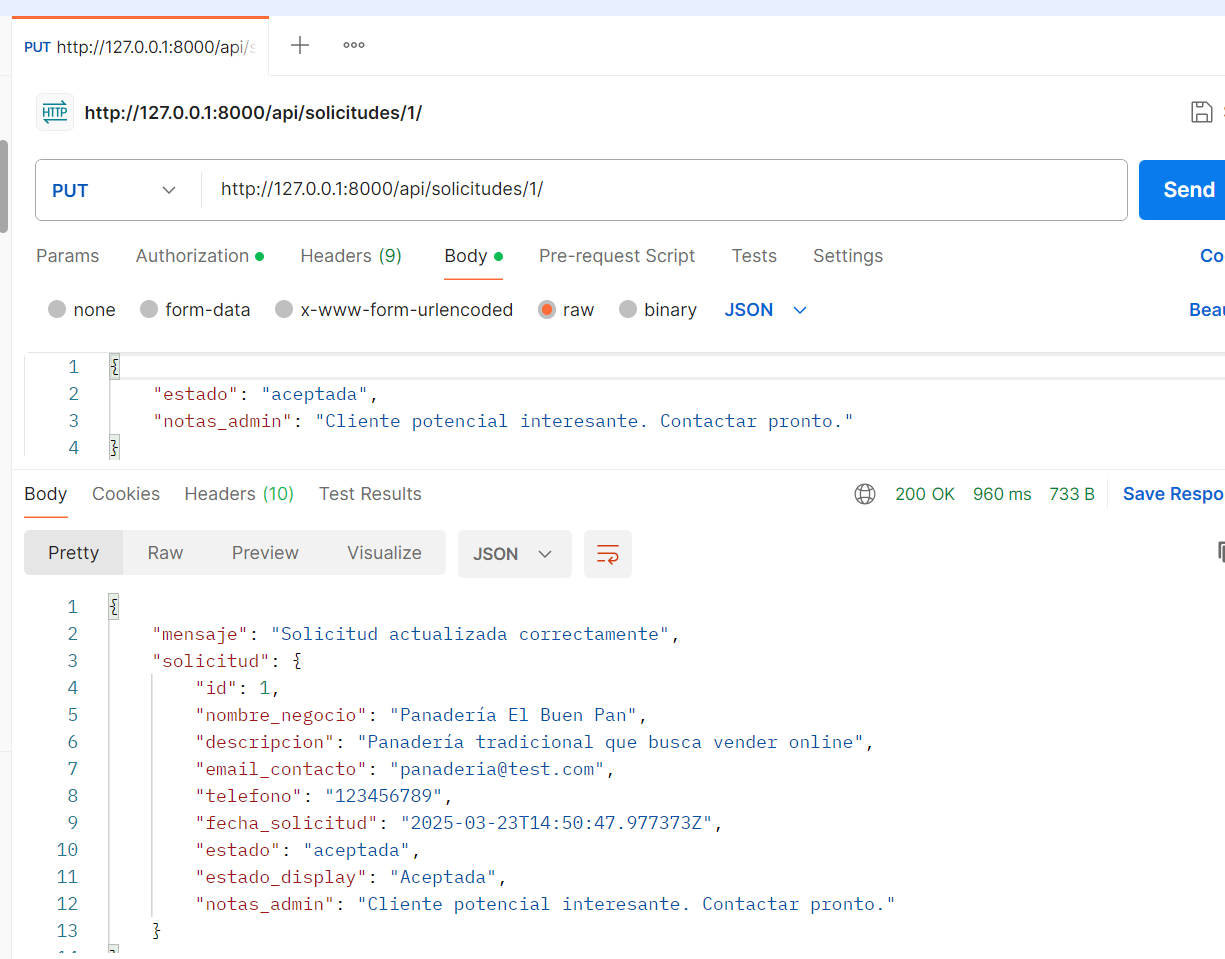 PUT http://127.0.0.1:8000/api/s
HTTP http://127.0.0.1:8000/api/solicitudes/1/
PUT http://127.0.0.1:8000/api/solicitudes/1/ Send
Params Authorization Headers (9) Body Pre-request Script Tests Settings Co
none form-data x-www-form-urlencoded raw binary JSON Beau
1 {
2 "estado": "aceptada",
3 "notas_admin": "Cliente potencial interesante. Contactar pronto."
4 }
Body Cookies Headers (10) Test Results 200 OK 960 ms 733 B Save Respo
Pretty Raw Preview Visualize JSON
1 {
2 "mensaje": "Solicitud actualizada correctamente",
3 "solicitud": {
4 "id": 1,
5 "nombre_negocio": "Panadería El Buen Pan",
6 "descripcion": "Panadería tradicional que busca vender online",
7 "email_contacto": "panaderia@test.com",
8 "telefono": "123456789",
9 "fecha_solicitud": "2025-03-23T14:50:47.977373Z",
10 "estado": "aceptada",
11 "estado_display": "Aceptada",
12 "notas_admin": "Cliente potencial interesante. Contactar pronto."
13 }